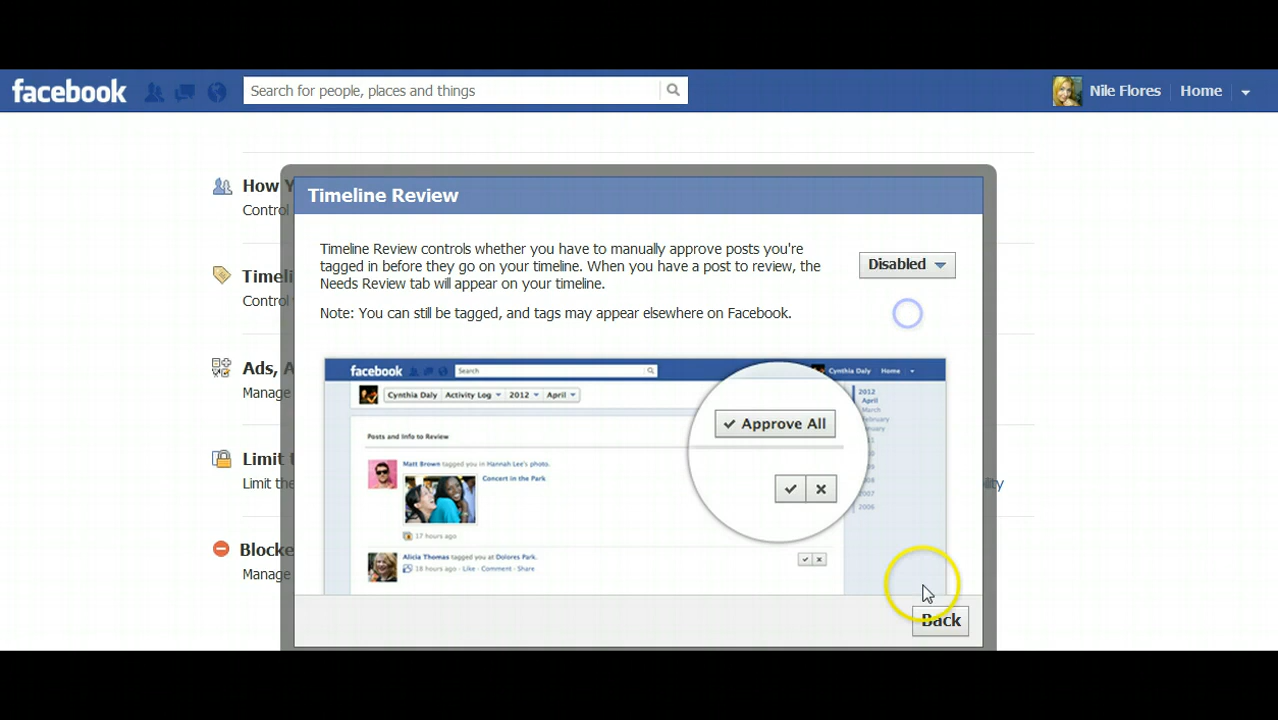 facebook
Search for people, places and things
Nile Flores
Home
How Y
Control
Timeli
Control
Ads, A
Manage
Limit t
Limit the
ility
Blocke
Manage
Timeline Review
Timeline Review controls whether you have to manually approve posts you're
tagged in before they go on your timeline. When you have a post to review, the
Needs Review tab will appear on your timeline.
Disabled
Note: You can still be tagged, and tags may appear elsewhere on Facebook.
facebook
Search
Cynthia Daly
Home
Cynthia Daly Activity Log 2012 April
2012
April
March
Approve All
Posts and Info to Review
Matt Brown tagged you in Hannah Lee's photo.
Concert in the Park
2007
2006
17 hours ago
Alicia Thomas tagged you at Dolores Park.
18 hours ago · Like · Comment · Share
Back